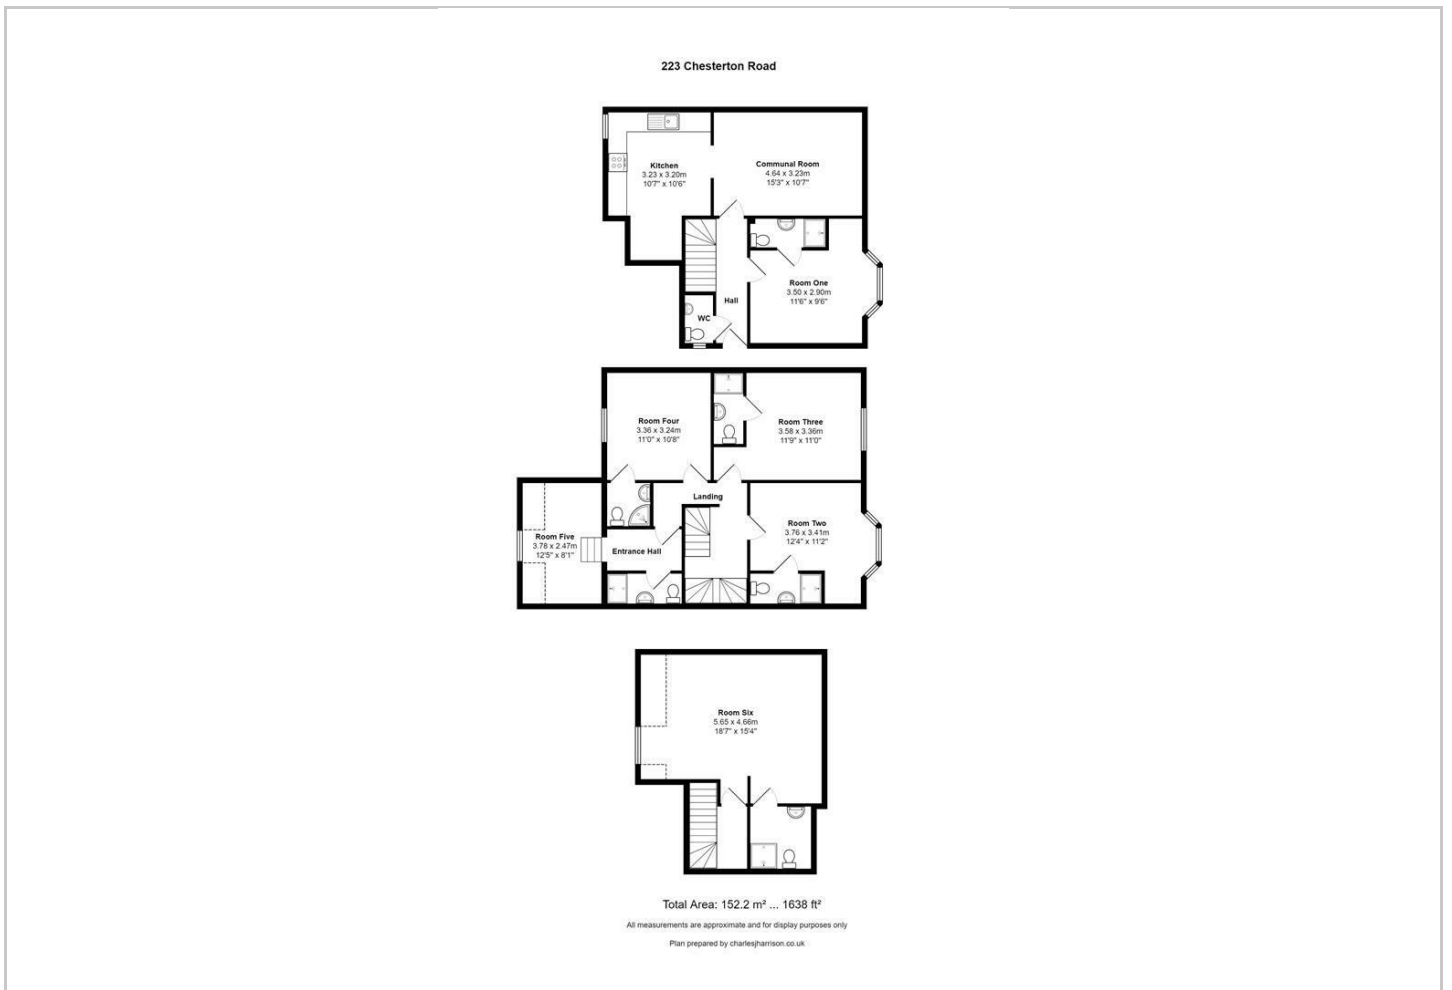 223 Chesterton Road
Kitchen
3.23 x 3.20m
10'7" x 10'6"
Communal Room
4.64 x 3.23m
15'3" x 10'7"
Room One
3.50 x 2.90m
11'6" x 9'6"
Hall
WC
Room Four
3.36 x 3.24m
11'0" x 10'8"
Room Three
3.58 x 3.36m
11'9" x 11'0"
Landing
Room Two
3.76 x 3.41m
12'4" x 11'2"
Room Five
3.78 x 2.47m
12'5" x 8'1"
Entrance Hall
Room Six
5.65 x 4.66m
18'7" x 15'4"
Total Area: 152.2 m² ... 1638 ft²
All measurements are approximate and for display purposes only
Plan prepared by charlesjharrison.co.uk